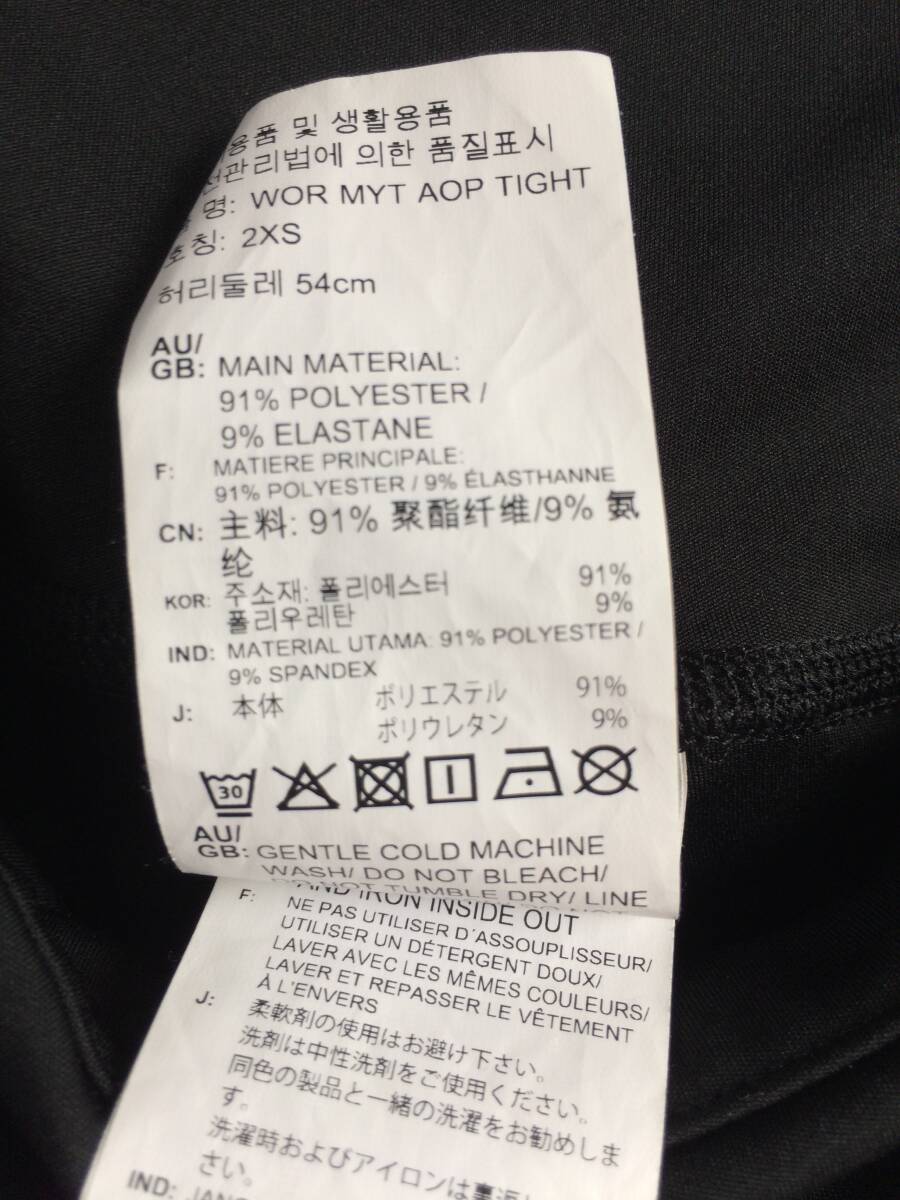 용품 및 생활용품
전관리법에 의한 품질표시
명: WOR MYT AOP TIGHT
호칭: 2XS
허리둘레 54cm
AU/
GB: MAIN MATERIAL:
91% POLYESTER /
9% ELASTANE
F: MATIERE PRINCIPALE:
91% POLYESTER / 9% ÉLASTHANNE
CN: 主料: 91% 聚酯纤维/9% 氨
纶
KOR: 주소재: 폴리에스터 91%
폴리우레탄 9%
IND: MATERIAL UTAMA: 91% POLYESTER /
9% SPANDEX
J: 本体 ポリエステル 91%
ポリウレタン 9%
30
AU/
GB: GENTLE COLD MACHINE
WASH/ DO NOT BLEACH/
DO NOT TUMBLE DRY/ LINE
AND IRON INSIDE OUT
F: NE PAS UTILISER D'ASSOUPLISSEUR/
UTILISER UN DÉTERGENT DOUX/
LAVER AVEC LES MÊMES COULEURS/
LAVER ET REPASSER LE VÊTEMENT
À L'ENVERS
J: 柔軟剤の使用はお避け下さい。
洗剤は中性洗剤をご使用ください。
同色の製品と一緒の洗濯をお勧めしま
す。
洗濯時およびアイロンは裏返し
さい。
IND: